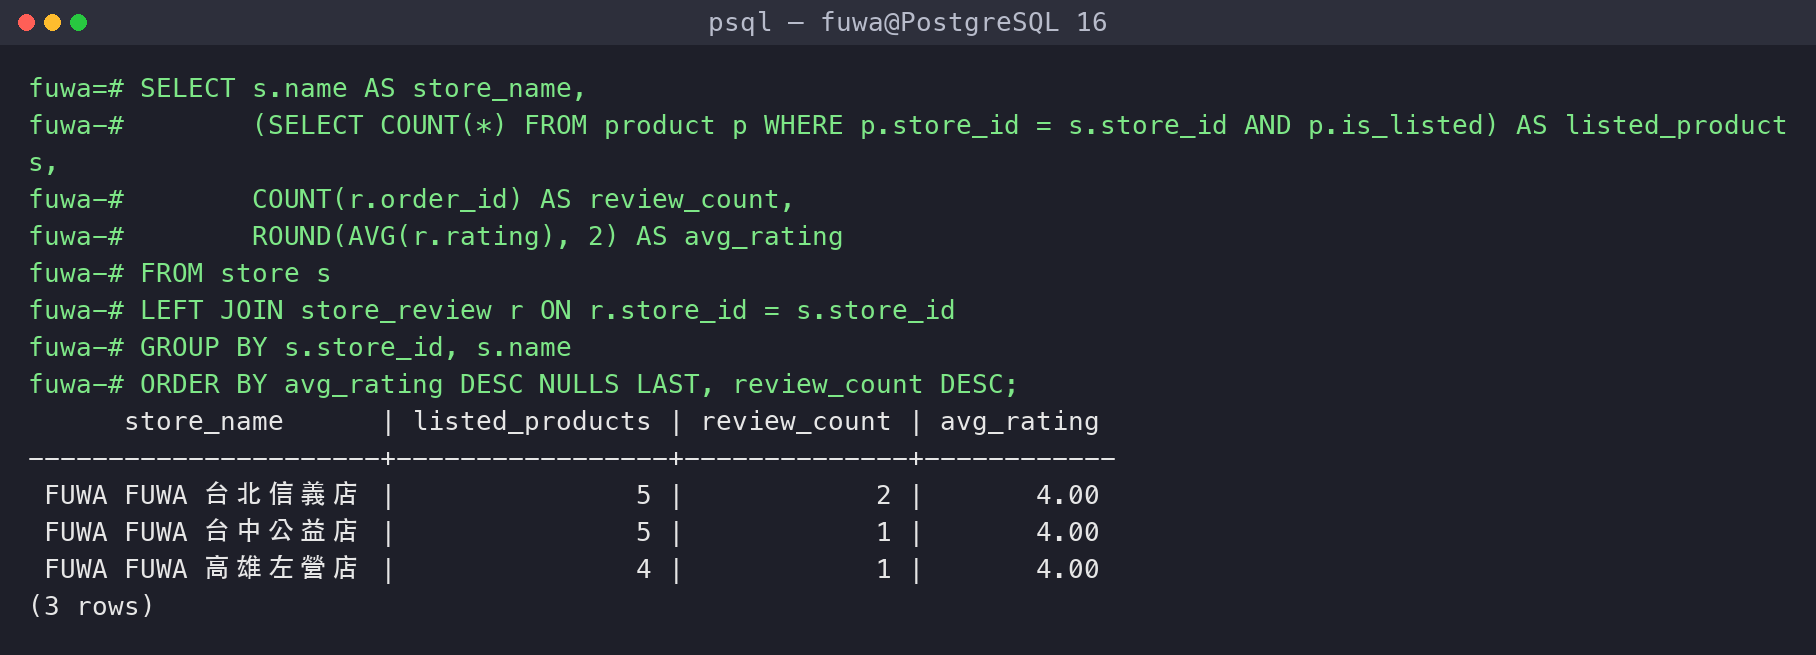 psql — fuwa@PostgreSQL 16
fuwa=# SELECT s.name AS store_name,
fuwa-#        (SELECT COUNT(*) FROM product p WHERE p.store_id = s.store_id AND p.is_listed) AS listed_product
s,
fuwa-#        COUNT(r.order_id) AS review_count,
fuwa-#        ROUND(AVG(r.rating), 2) AS avg_rating
fuwa-# FROM store s
fuwa-# LEFT JOIN store_review r ON r.store_id = s.store_id
fuwa-# GROUP BY s.store_id, s.name
fuwa-# ORDER BY avg_rating DESC NULLS LAST, review_count DESC;
      store_name      | listed_products | review_count | avg_rating
----------------------+-----------------+--------------+------------
 FUWA FUWA 台北信義店 |               5 |            2 |       4.00
 FUWA FUWA 台中公益店 |               5 |            1 |       4.00
 FUWA FUWA 高雄左營店 |               4 |            1 |       4.00
(3 rows)